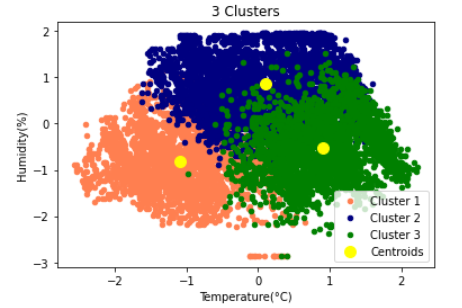 3 Clusters
2
1
0
−1
−2
−3
Humidity(%)
Cluster 1
Cluster 2
Cluster 3
Centroids
−2
−1
0
1
2
Temperature(°C)